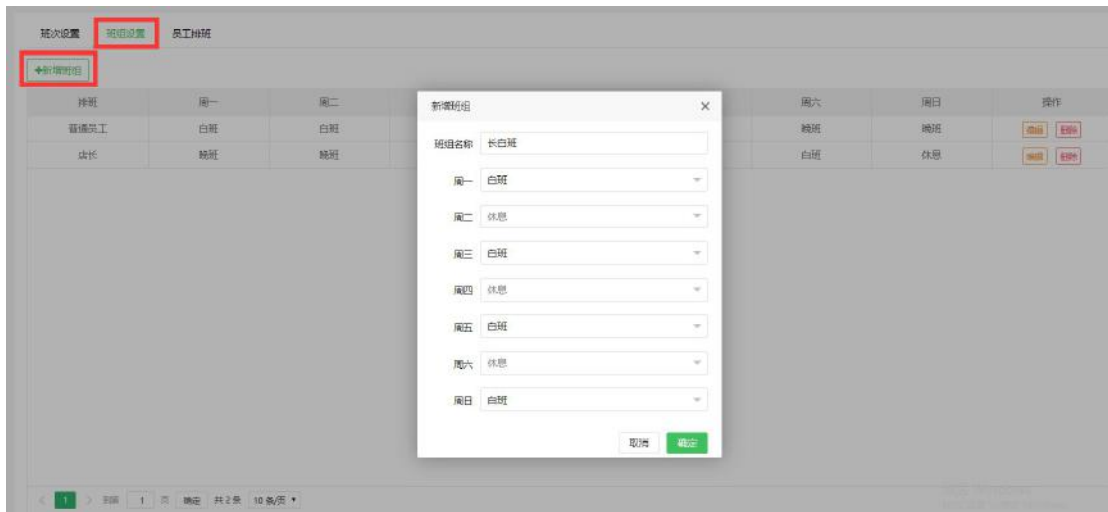 班次设置 班组设置 员工排班
+新增班组
排班 周一 周二 周六 周日 操作
普通员工 白班 白班 晚班 晚班 编辑 删除
店长 晚班 晚班 白班 休息 编辑 删除
新增班组 ×
班组名称 长白班
周一 白班
周二 休息
周三 白班
周四 休息
周五 白班
周六 休息
周日 白班
取消 确定
< 1 > 到第 1 页 确定 共2条 10条/页